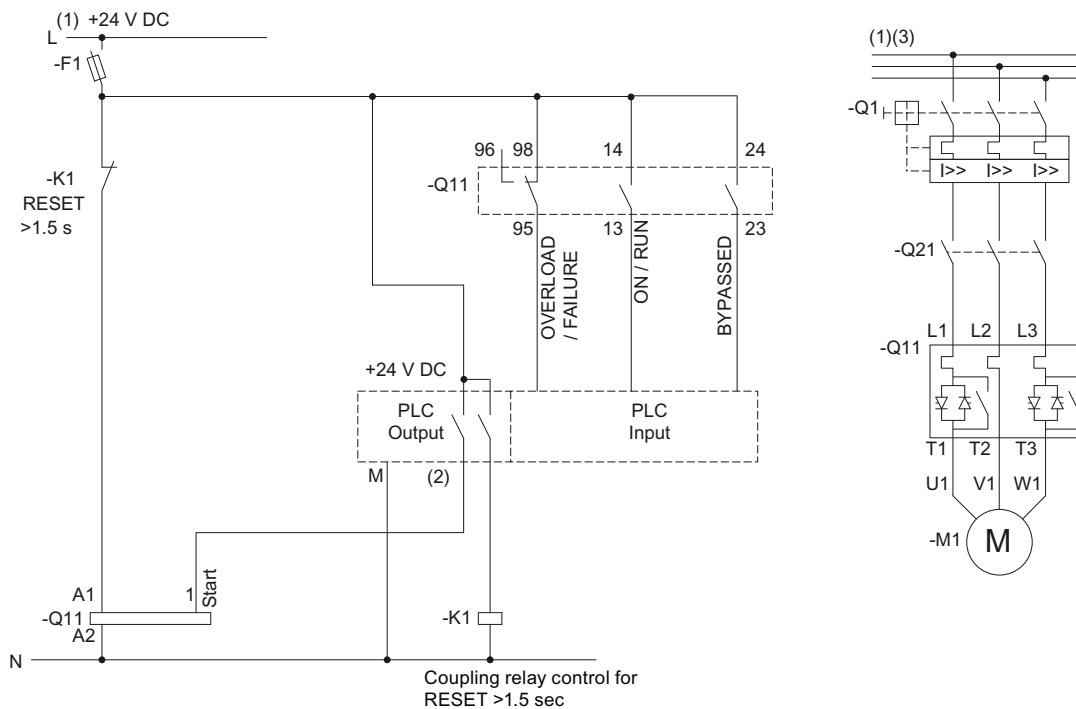 (1) +24 V DC
L
-F1
-K1
RESET
>1.5 s
96 98 14 24
-Q11
95 13 23
OVERLOAD
/ FAILURE
ON / RUN
BYPASSED
+24 V DC
PLC
Output
PLC
Input
M (2)
A1 1
Start
-Q11
A2
-K1
N
Coupling relay control for
RESET >1.5 sec
(1)(3)
-Q1
I>> I>> I>>
-Q21
L1 L2 L3
-Q11
T1 T2 T3
U1 V1 W1
-M1
M